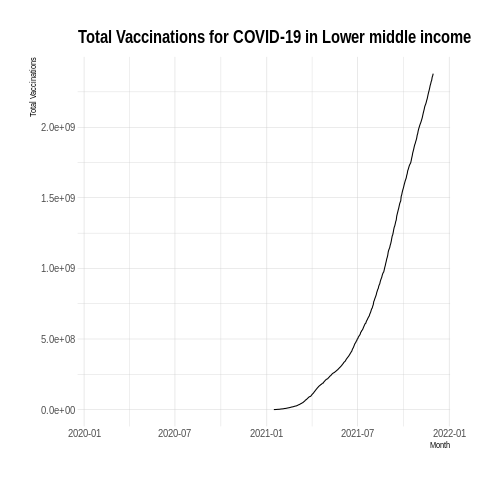 Total Vaccinations for COVID-19 in Lower middle income
Total Vaccinations
2.0e+09
1.5e+09
1.0e+09
5.0e+08
0.0e+00
2020-01 2020-07 2021-01 2021-07 2022-01
Month